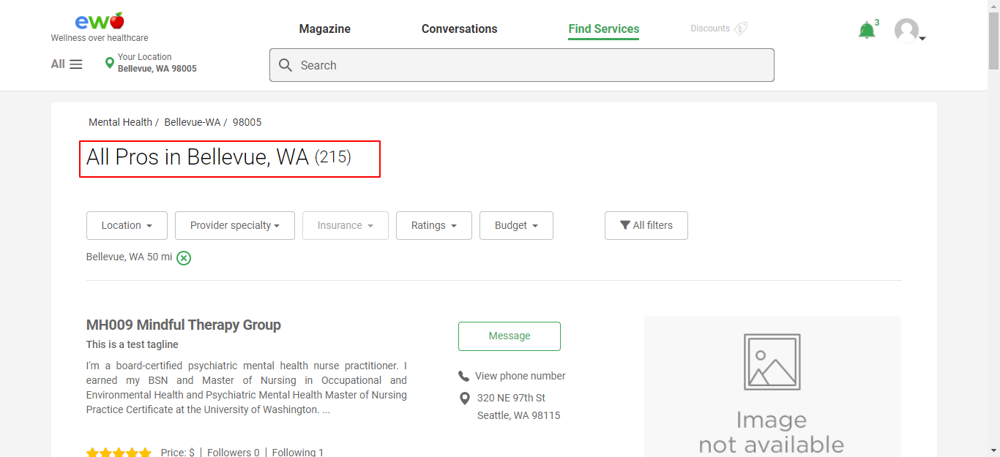 ew
Wellness over healthcare
Magazine
Conversations
Find Services
Discounts
3
All
Your Location
Bellevue, WA 98005
Search
Mental Health / Bellevue-WA / 98005
All Pros in Bellevue, WA (215)
Location
Provider specialty
Insurance
Ratings
Budget
All filters
Bellevue, WA 50 mi
MH009 Mindful Therapy Group
This is a test tagline
I'm a board-certified psychiatric mental health nurse practitioner. I
earned my BSN and Master of Nursing in Occupational and
Environmental Health and Psychiatric Mental Health Master of Nursing
Practice Certificate at the University of Washington. ...
Price: $ | Followers 0 | Following 1
Message
View phone number
320 NE 97th St
Seattle, WA 98115
Image
not available